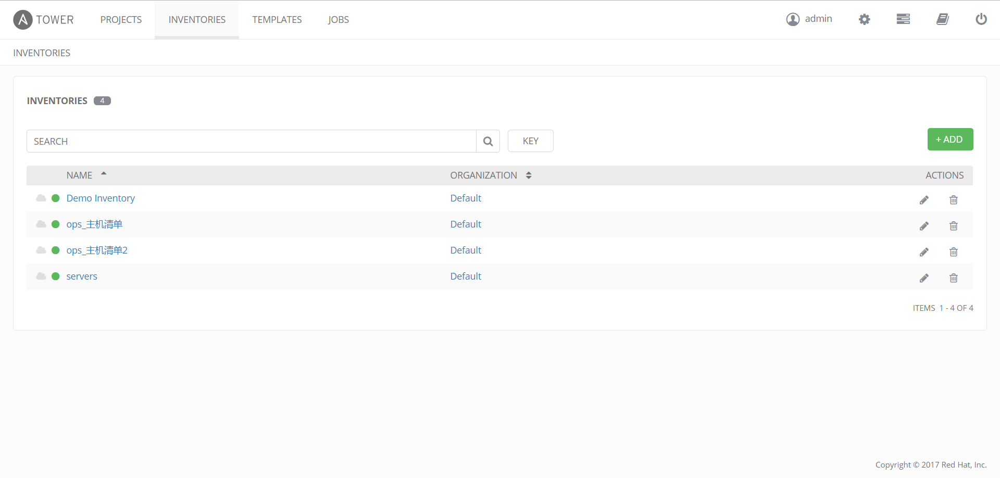 TOWER PROJECTS INVENTORIES TEMPLATES JOBS admin
INVENTORIES
INVENTORIES 4
SEARCH KEY + ADD
NAME ORGANIZATION ACTIONS
Demo Inventory Default
ops_主机清单 Default
ops_主机清单2 Default
servers Default
ITEMS 1 - 4 OF 4
Copyright © 2017 Red Hat, Inc.